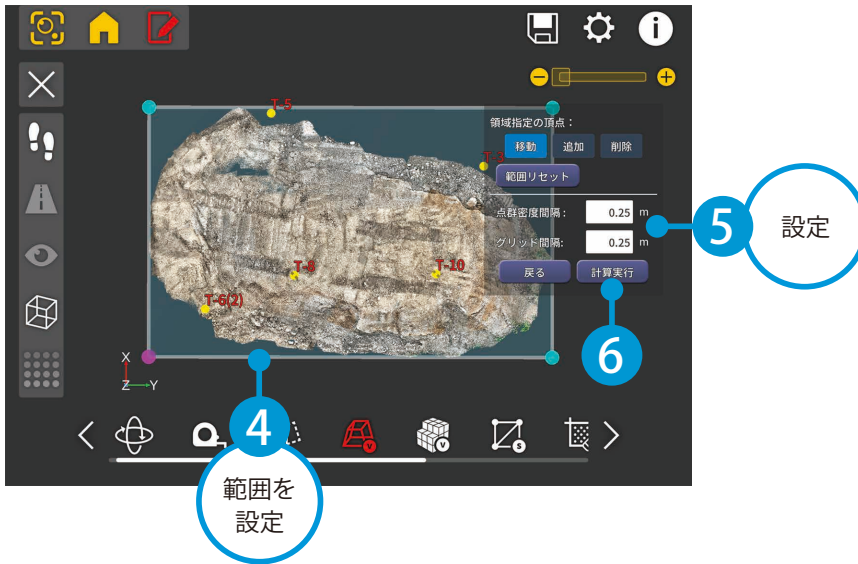 T-5
領域指定の頂点：
移動 追加 削除
T-3
範囲リセット
点群密度間隔： 0.25 m
グリッド間隔: 0.25 m
戻る 計算実行
5 設定
T-8
T-10
T-6(2)
6
X
Z Y
4
範囲を
設定
V
V
S